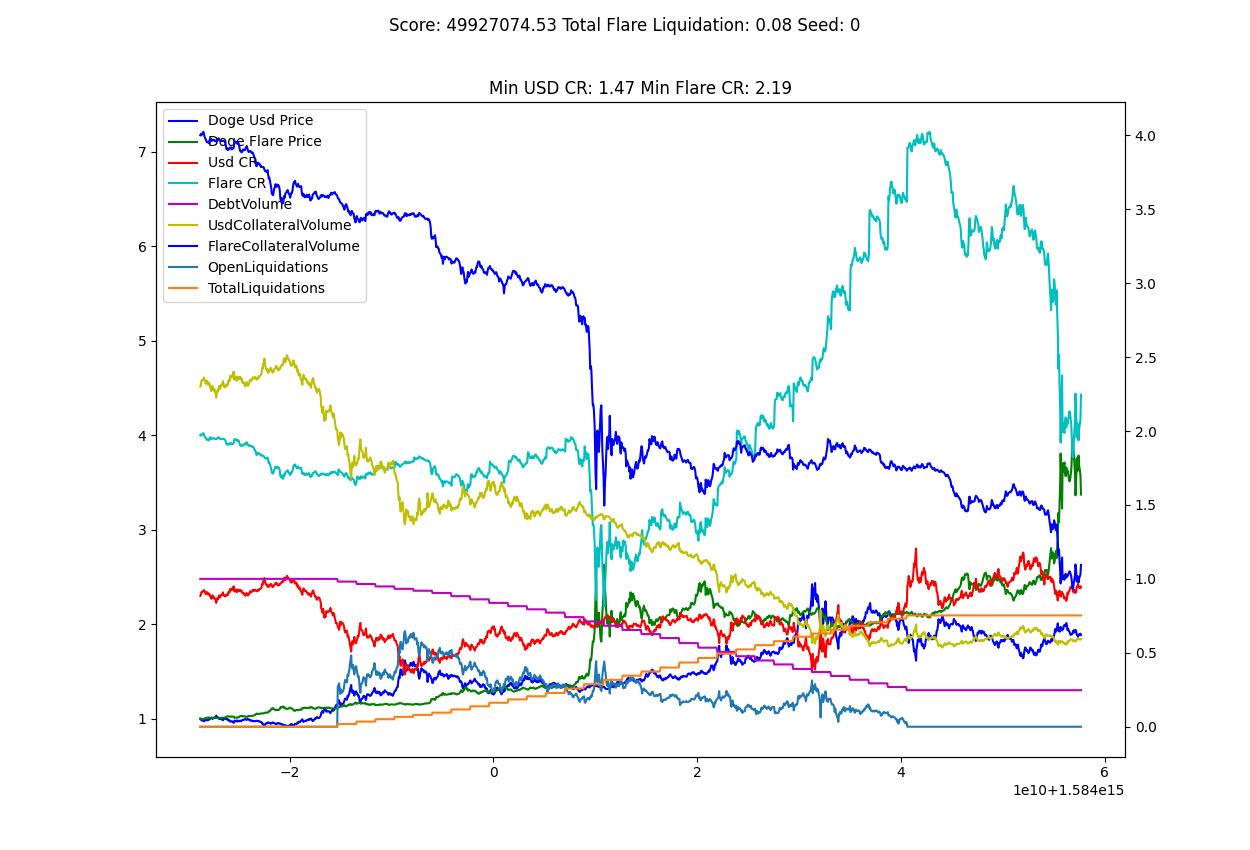 Score: 49927074.53 Total Flare Liquidation: 0.08 Seed: 0
Min USD CR: 1.47 Min Flare CR: 2.19
Doge Usd Price
Doge Flare Price
Usd CR
Flare CR
DebtVolume
UsdCollateralVolume
FlareCollateralVolume
OpenLiquidations
TotalLiquidations
7
6
5
4
3
2
1
4.0
3.5
3.0
2.5
2.0
1.5
1.0
0.5
0.0
−2 0 2 4 6
1e10+1.584e15